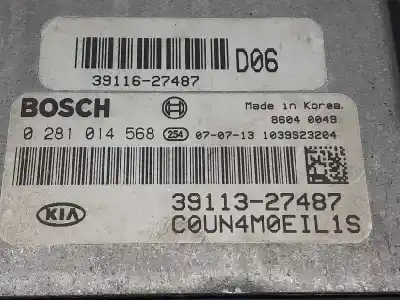 39116-27487
D06
BOSCH
Made in Korea.
8604 0049
0 281 014 568 254 07-07-13 1039S23204
39113-27487
KIA
C0UN4M0EIL1S